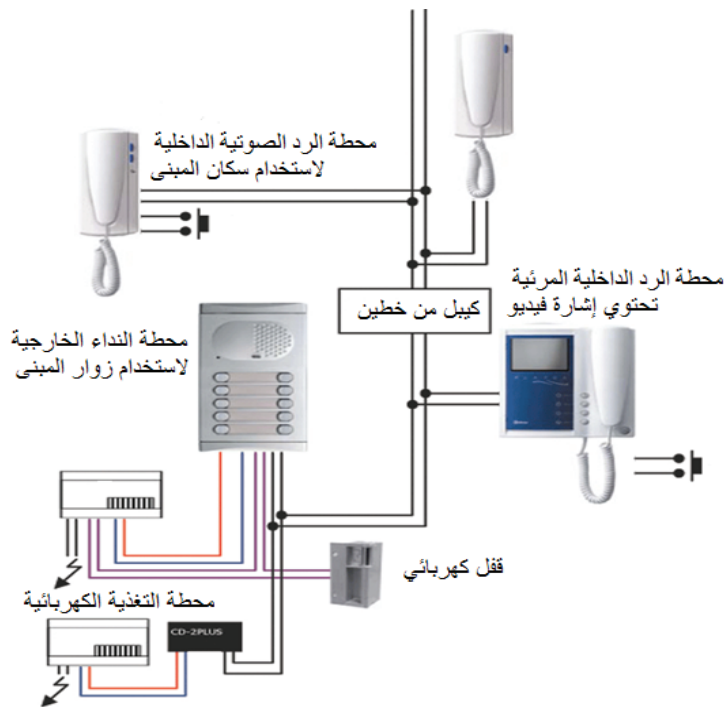 محطة الرد الصوتية الداخلية
لاستخدام سكان المبنى
محطة الرد الداخلية المرئية
تحتوي إشارة فيديو
كيبل من خطين
محطة النداء الخارجية
لاستخدام زوار المبنى
قفل كهربائي
محطة التغذية الكهربائية
CD-2PLUS